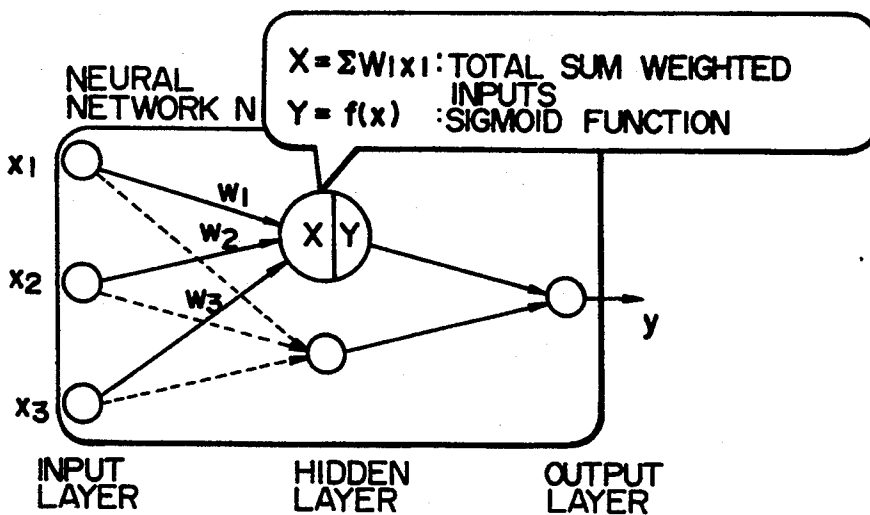 X = ΣWIxI: TOTAL SUM WEIGHTED
INPUTS
Y = f(x) : SIGMOID FUNCTION
NEURAL
NETWORK N
x1
x2
x3
W1
W2
W3
X Y
y
INPUT
LAYER
HIDDEN
LAYER
OUTPUT
LAYER